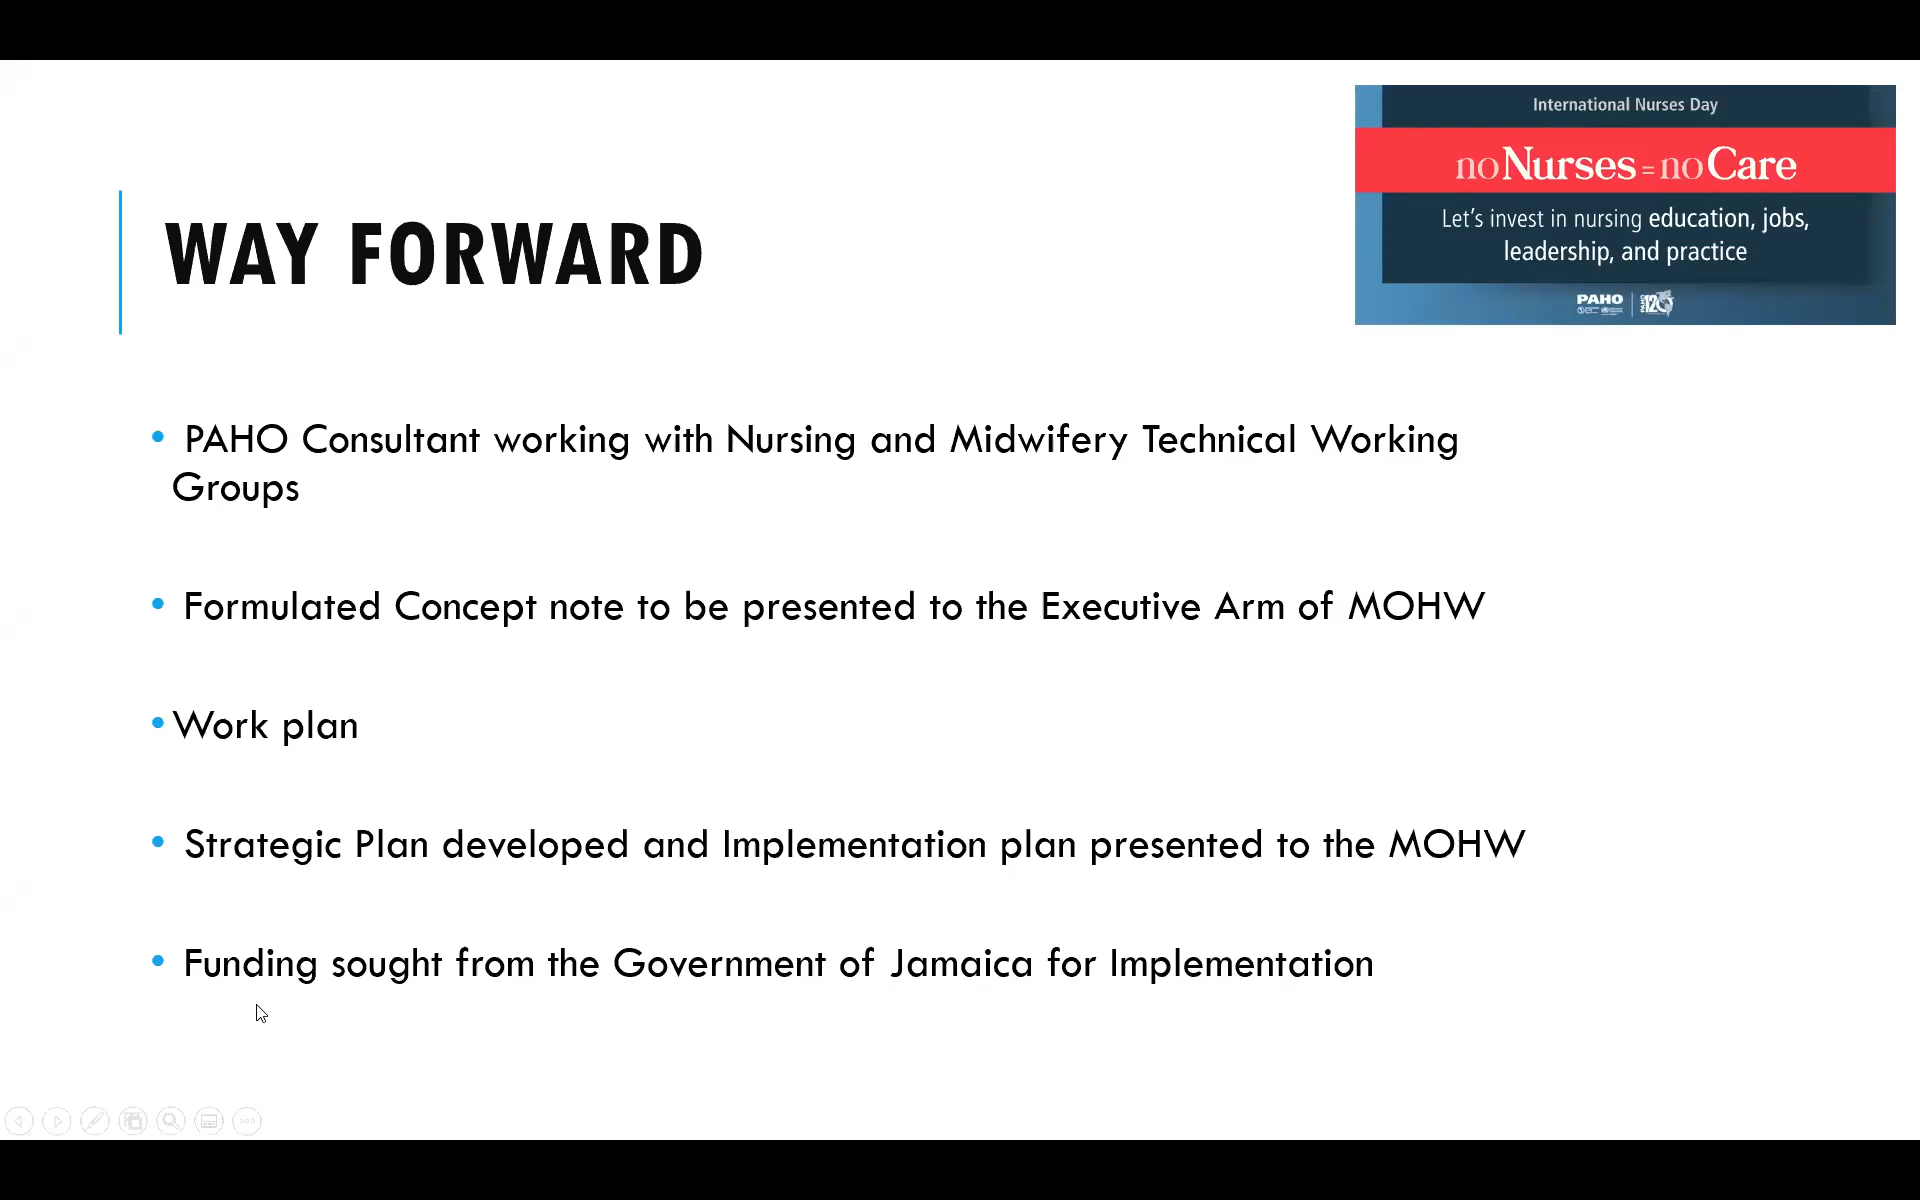 International Nurses Day
noNurses=noCare
Let's invest in nursing education, jobs,
leadership, and practice
PAHO
PAHO 120
WAY FORWARD
• PAHO Consultant working with Nursing and Midwifery Technical Working
Groups
• Formulated Concept note to be presented to the Executive Arm of MOHW
• Work plan
• Strategic Plan developed and Implementation plan presented to the MOHW
• Funding sought from the Government of Jamaica for Implementation